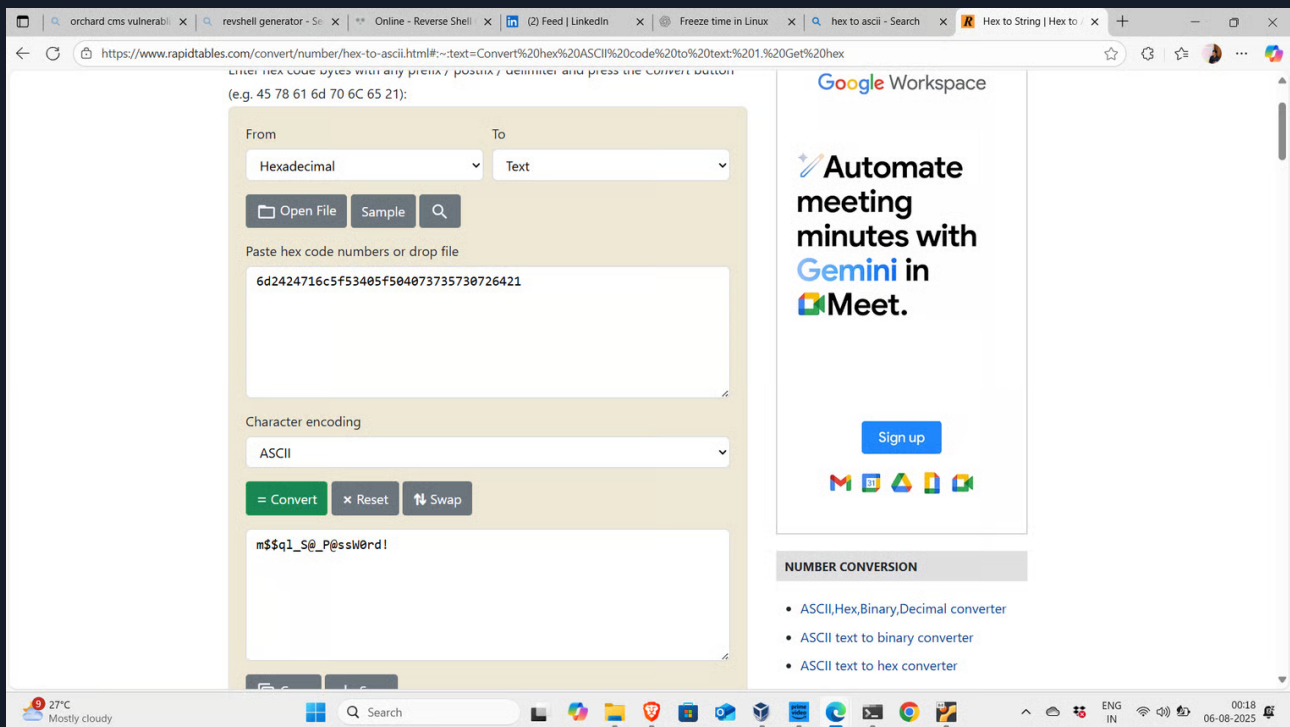 orchard cms vulnerabili
revshell generator - Se
Online - Reverse Shell
(2) Feed | LinkedIn
Freeze time in Linux
hex to ascii - Search
Hex to String | Hex to
https://www.rapidtables.com/convert/number/hex-to-ascii.html#:~:text=Convert%20hex%20ASCII%20code%20to%20text:%201.%20Get%20hex
Enter hex code bytes with any prefix / postfix / delimiter and press the Convert button
(e.g. 45 78 61 6d 70 6C 65 21):
From
To
Hexadecimal
Text
Open File
Sample
Paste hex code numbers or drop file
6d2424716c5f53405f504073735730726421
Character encoding
ASCII
= Convert
× Reset
Swap
m$$ql_S@_P@ssW0rd!
Google Workspace
Automate
meeting
minutes with
Gemini in
Meet.
Sign up
31
NUMBER CONVERSION
ASCII,Hex,Binary,Decimal converter
ASCII text to binary converter
ASCII text to hex converter
9
27°C
Mostly cloudy
Search
prime video
ENG
IN
00:18
06-08-2025